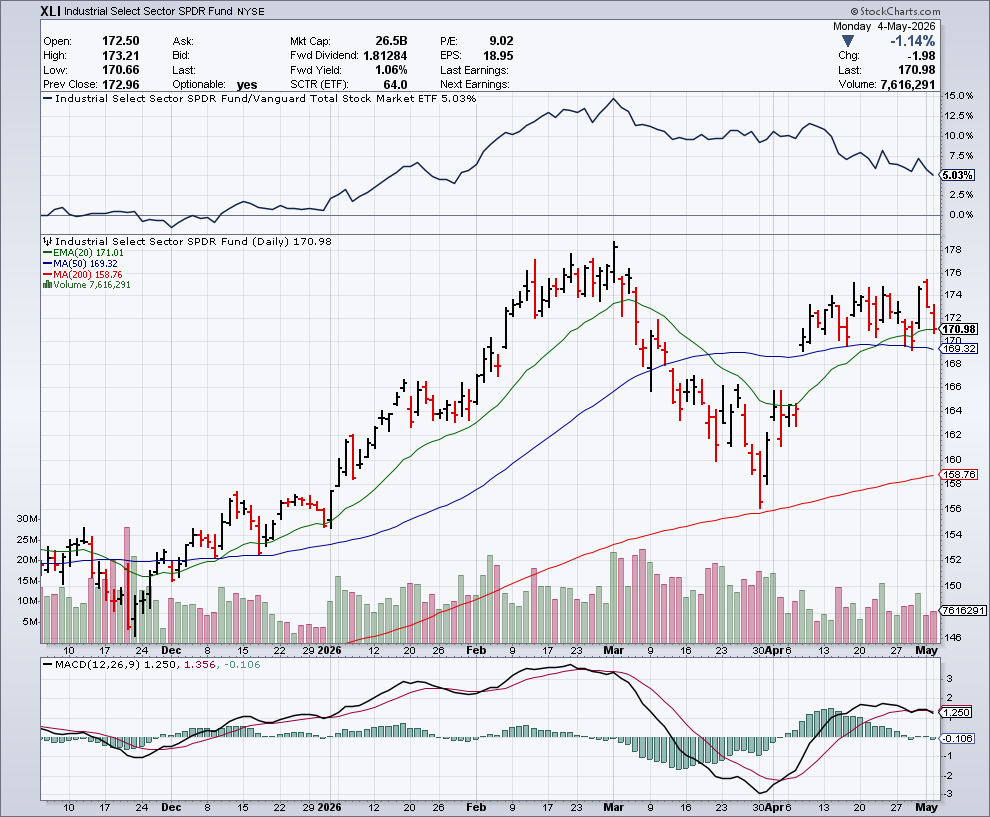 XLI Industrial Select Sector SPDR Fund NYSE
© StockCharts.com
Monday 4-May-2026
Open: 172.50 Ask: Mkt Cap: 26.5B P/E: 9.02 ▼ -1.14%
High: 173.21 Bid: Fwd Dividend: 1.81284 EPS: 18.95 Chg: -1.98
Low: 170.66 Last: Fwd Yield: 1.06% Last Earnings: Last: 170.98
Prev Close: 172.96 Optionable: yes SCTR (ETF): 64.0 Next Earnings: Volume: 7,616,291
Industrial Select Sector SPDR Fund/Vanguard Total Stock Market ETF 5.03%
15.0%
12.5%
10.0%
7.5%
5.03%
2.5%
0.0%
Industrial Select Sector SPDR Fund (Daily) 170.98
EMA(20) 171.01
MA(50) 169.32
MA(200) 158.76
Volume 7,616,291
178
176
174
172
170.98
170
169.32
168
166
164
162
160
158.76
158
156
154
152
150
7616291
146
30M
25M
20M
15M
10M
5M
10 17 24 Dec 8 15 22 29 2026 12 20 26 Feb 9 17 23 Mar 9 16 23 30 Apr 6 13 20 27 May
MACD(12,26,9) 1.250, 1.356, -0.106
3
2
1.250
-0.106
-1
-2
-3
10 17 24 Dec 8 15 22 29 2026 12 20 26 Feb 9 17 23 Mar 9 16 23 30 Apr 6 13 20 27 May